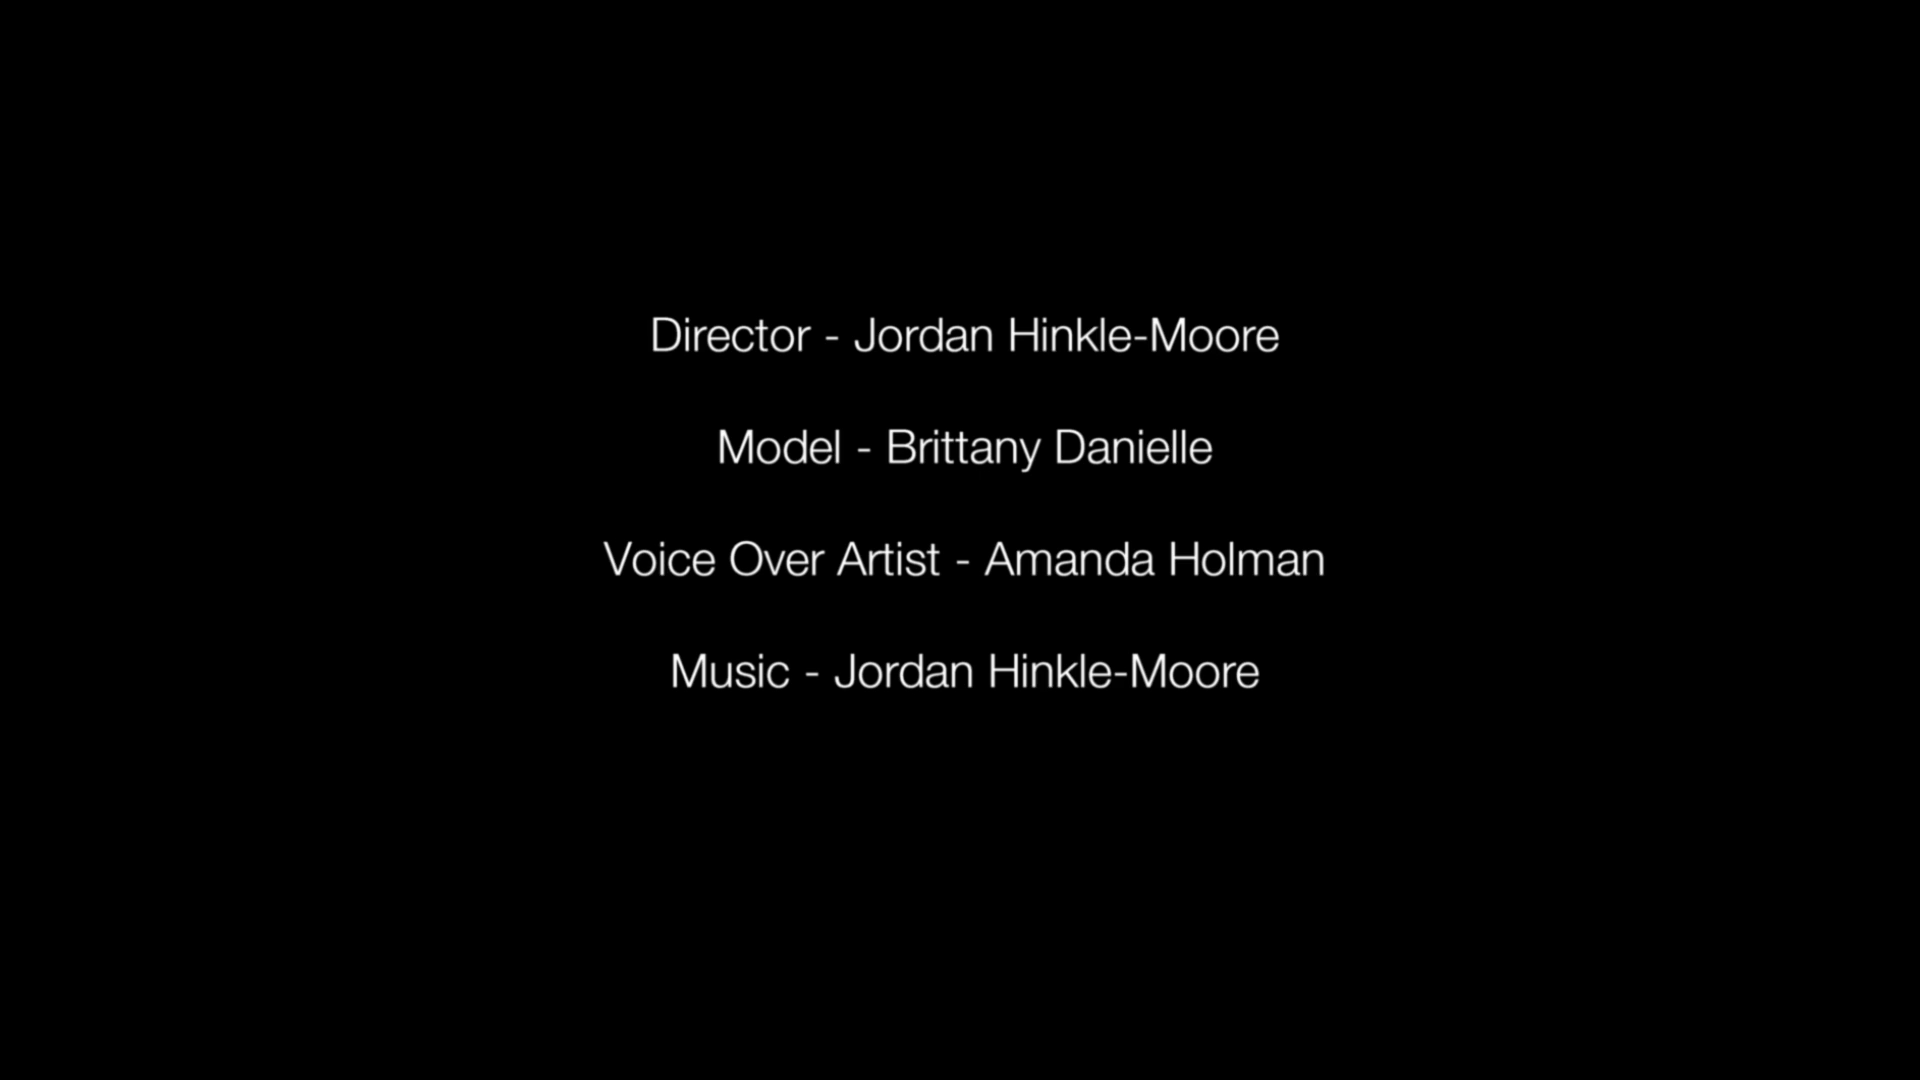 Director - Jordan Hinkle-Moore
Model - Brittany Danielle
Voice Over Artist - Amanda Holman
Music - Jordan Hinkle-Moore